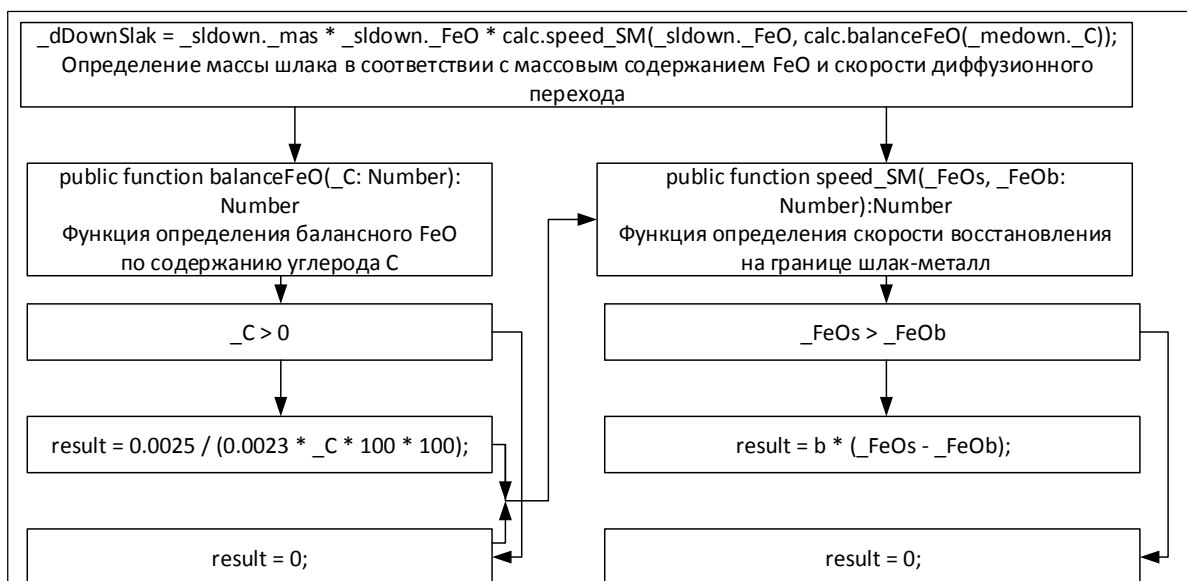 _dDownSlak = _sldown._mas * _sldown._FeO * calc.speed_SM(_sldown._FeO, calc.balanceFeO(_medown._C));
Определение массы шлака в соответствии с массовым содержанием FeO и скорости диффузионного
перехода
public function balanceFeO(_C: Number):
Number
Функция определения балансного FeO
по содержанию углерода С
_C > 0
result = 0.0025 / (0.0023 * _C * 100 * 100);
result = 0;
public function speed_SM(_FeOs, _FeOb:
Number):Number
Функция определения скорости восстановления
на границе шлак-металл
_FeOs > _FeOb
result = b * (_FeOs - _FeOb);
result = 0;